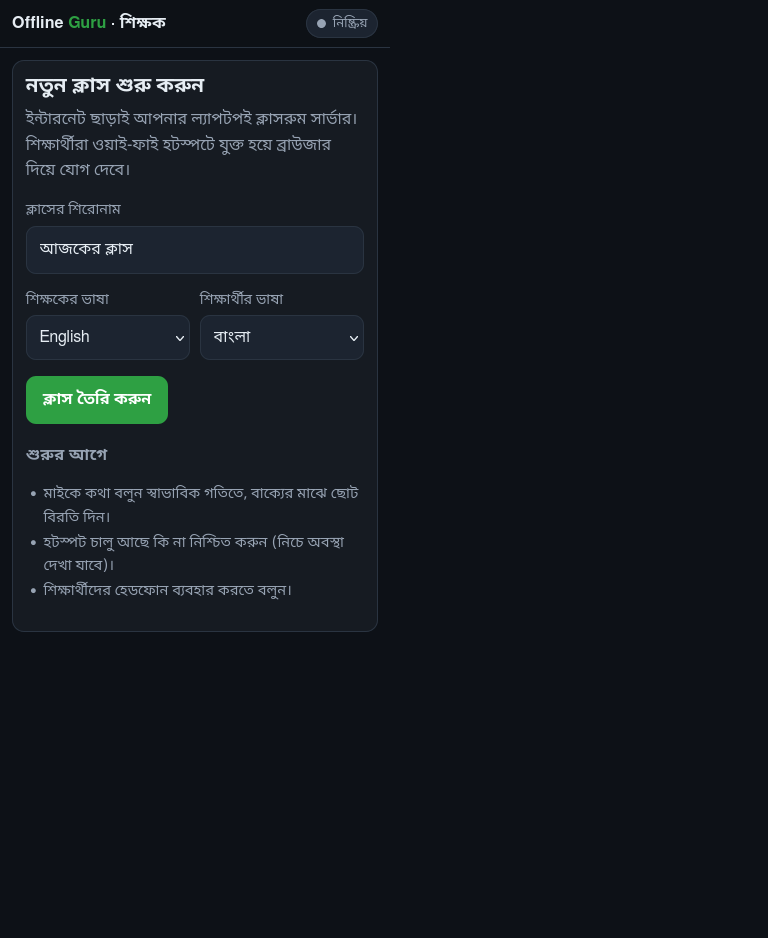 Offline Guru · শিক্ষক
নিষ্ক্রিয়
নতুন ক্লাস শুরু করুন
ইন্টারনেট ছাড়াই আপনার ল্যাপটপই ক্লাসরুম সার্ভার।
শিক্ষার্থীরা ওয়াই-ফাই হটস্পটে যুক্ত হয়ে ব্রাউজার
দিয়ে যোগ দেবে।
ক্লাসের শিরোনাম
আজকের ক্লাস
শিক্ষকের ভাষা
শিক্ষার্থীর ভাষা
English
বাংলা
ক্লাস তৈরি করুন
শুরুর আগে
• মাইকে কথা বলুন স্বাভাবিক গতিতে, বাক্যের মাঝে ছোট
বিরতি দিন।
• হটস্পট চালু আছে কি না নিশ্চিত করুন (নিচে অবস্থা
দেখা যাবে)।
• শিক্ষার্থীদের হেডফোন ব্যবহার করতে বলুন।